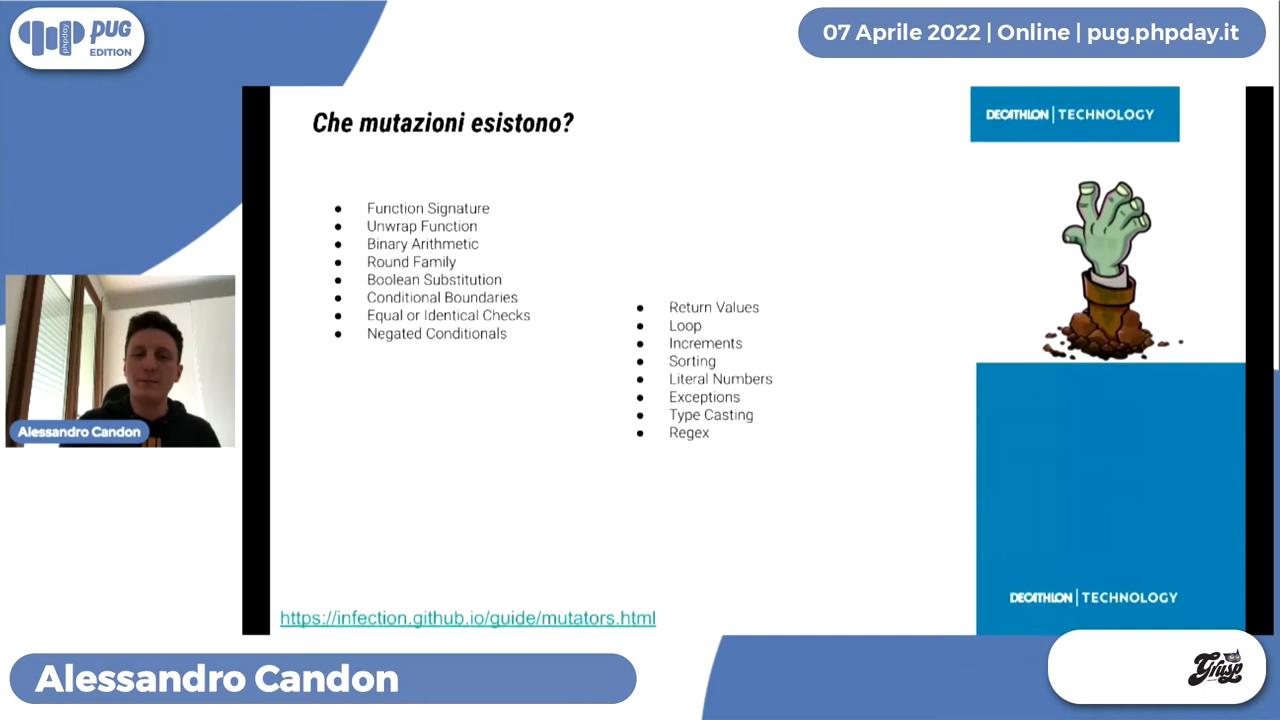 phpday
PUG
EDITION
07 Aprile 2022 | Online | pug.phpday.it
Che mutazioni esistono?
DECATHLON | TECHNOLOGY
● Function Signature
● Unwrap Function
● Binary Arithmetic
● Round Family
● Boolean Substitution
● Conditional Boundaries
● Equal or Identical Checks
● Negated Conditionals
● Return Values
● Loop
● Increments
● Sorting
● Literal Numbers
● Exceptions
● Type Casting
● Regex
Alessandro Candon
DECATHLON | TECHNOLOGY
https://infection.github.io/guide/mutators.html
Alessandro Candon
Grusp